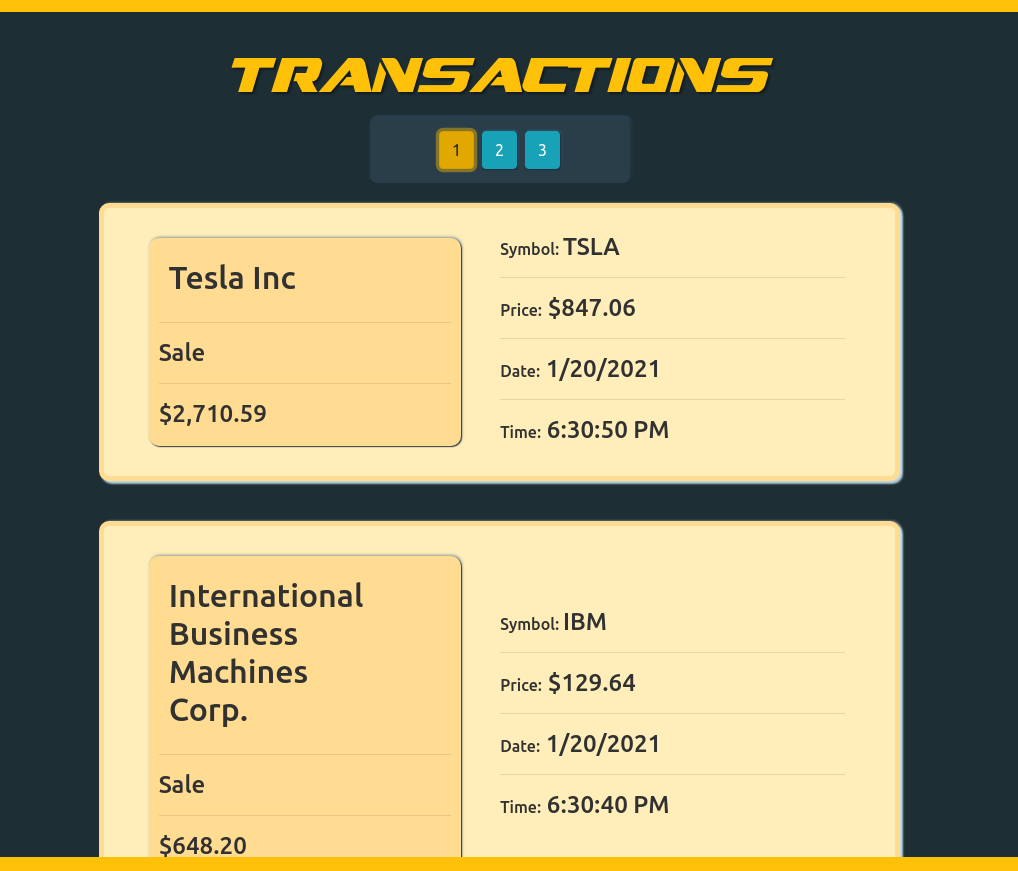 TRANSACTIONS
1 2 3
Tesla Inc
Sale
$2,710.59
Symbol: TSLA
Price: $847.06
Date: 1/20/2021
Time: 6:30:50 PM
International
Business
Machines
Corp.
Sale
$648.20
Symbol: IBM
Price: $129.64
Date: 1/20/2021
Time: 6:30:40 PM